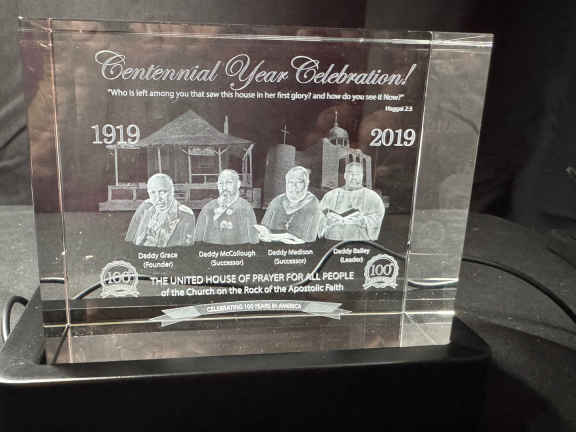 Centennial Year Celebration!
"Who is left among you that saw this house in her first glory? and how do you see it Now?"
Haggai 2:3
1919
2019
Daddy Grace
(Founder)
Daddy McCollough
(Successor)
Daddy Madison
(Successor)
Daddy Bailey
(Leader)
100
THE UNITED HOUSE OF PRAYER FOR ALL PEOPLE
of the Church on the Rock of the Apostolic Faith
100
CELEBRATING 100 YEARS IN AMERICA